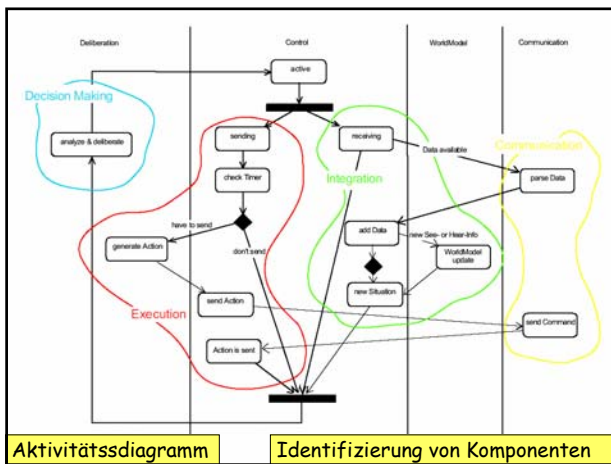 Deliberation
Control
WorldModel
Communication
active
Decision Making
analyze & deliberate
sending
receiving
Data available
Communication
check Timer
Integration
parse Data
have to send
don't send
add Data
new See- or Hear-Info
generate Action
WorldModel
update
send Action
new Situation
Execution
send Command
Action is sent
Aktivitätssdiagramm
Identifizierung von Komponenten